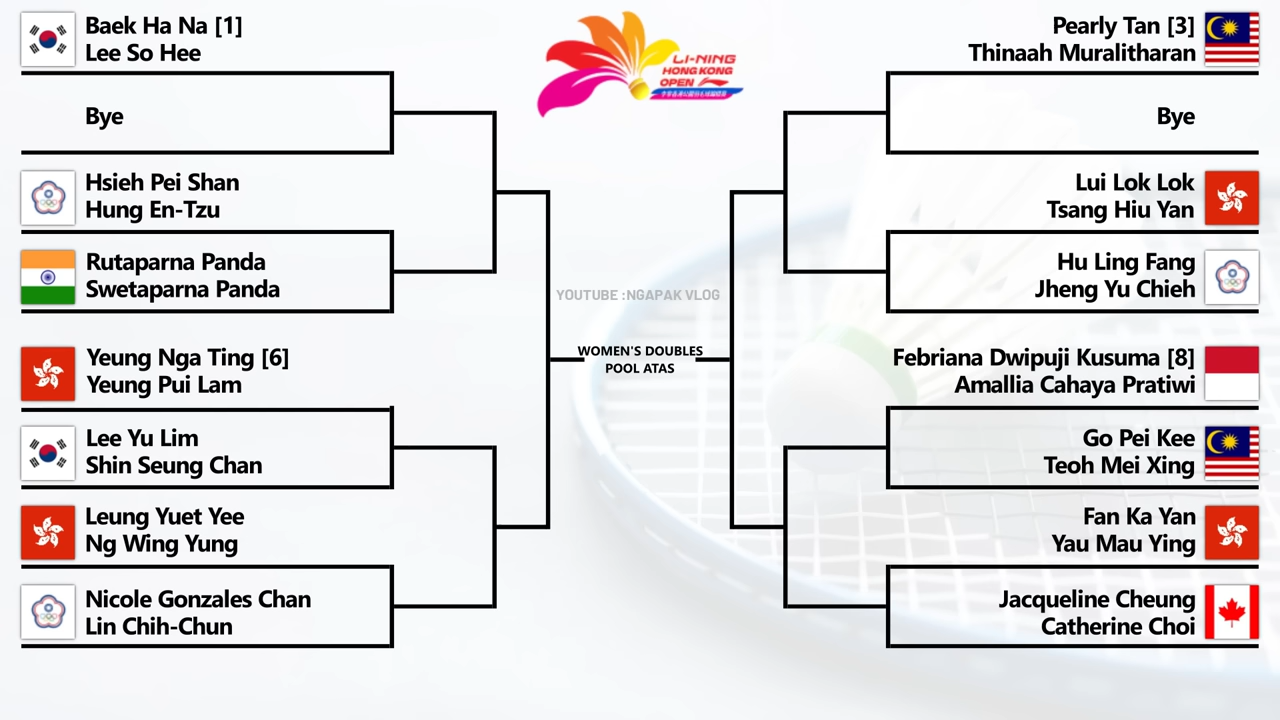 Baek Ha Na [1]
Lee So Hee
Bye
Hsieh Pei Shan
Hung En-Tzu
Rutaparna Panda
Swetaparna Panda
Yeung Nga Ting [6]
Yeung Pui Lam
Lee Yu Lim
Shin Seung Chan
Leung Yuet Yee
Ng Wing Yung
Nicole Gonzales Chan
Lin Chih-Chun
LI-NING
HONG KONG
OPEN
YOUTUBE :NGAPAK VLOG
WOMEN'S DOUBLES
POOL ATAS
Pearly Tan [3]
Thinaah Muralitharan
Bye
Lui Lok Lok
Tsang Hiu Yan
Hu Ling Fang
Jheng Yu Chieh
Febriana Dwipuji Kusuma [8]
Amallia Cahaya Pratiwi
Go Pei Kee
Teoh Mei Xing
Fan Ka Yan
Yau Mau Ying
Jacqueline Cheung
Catherine Choi